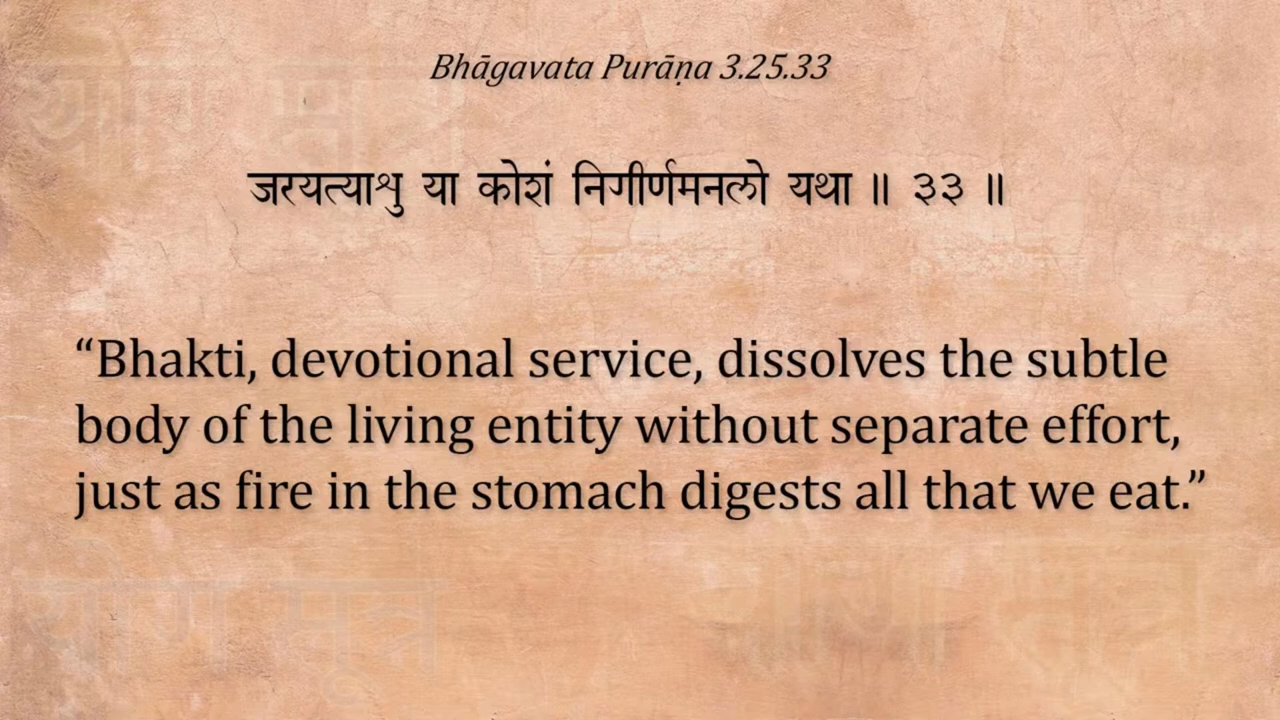 Bhāgavata Purāṇa 3.25.33
जरयत्याशु या कोशं निगीर्णमनलो यथा ॥ ३३ ॥
“Bhakti, devotional service, dissolves the subtle
body of the living entity without separate effort,
just as fire in the stomach digests all that we eat.”